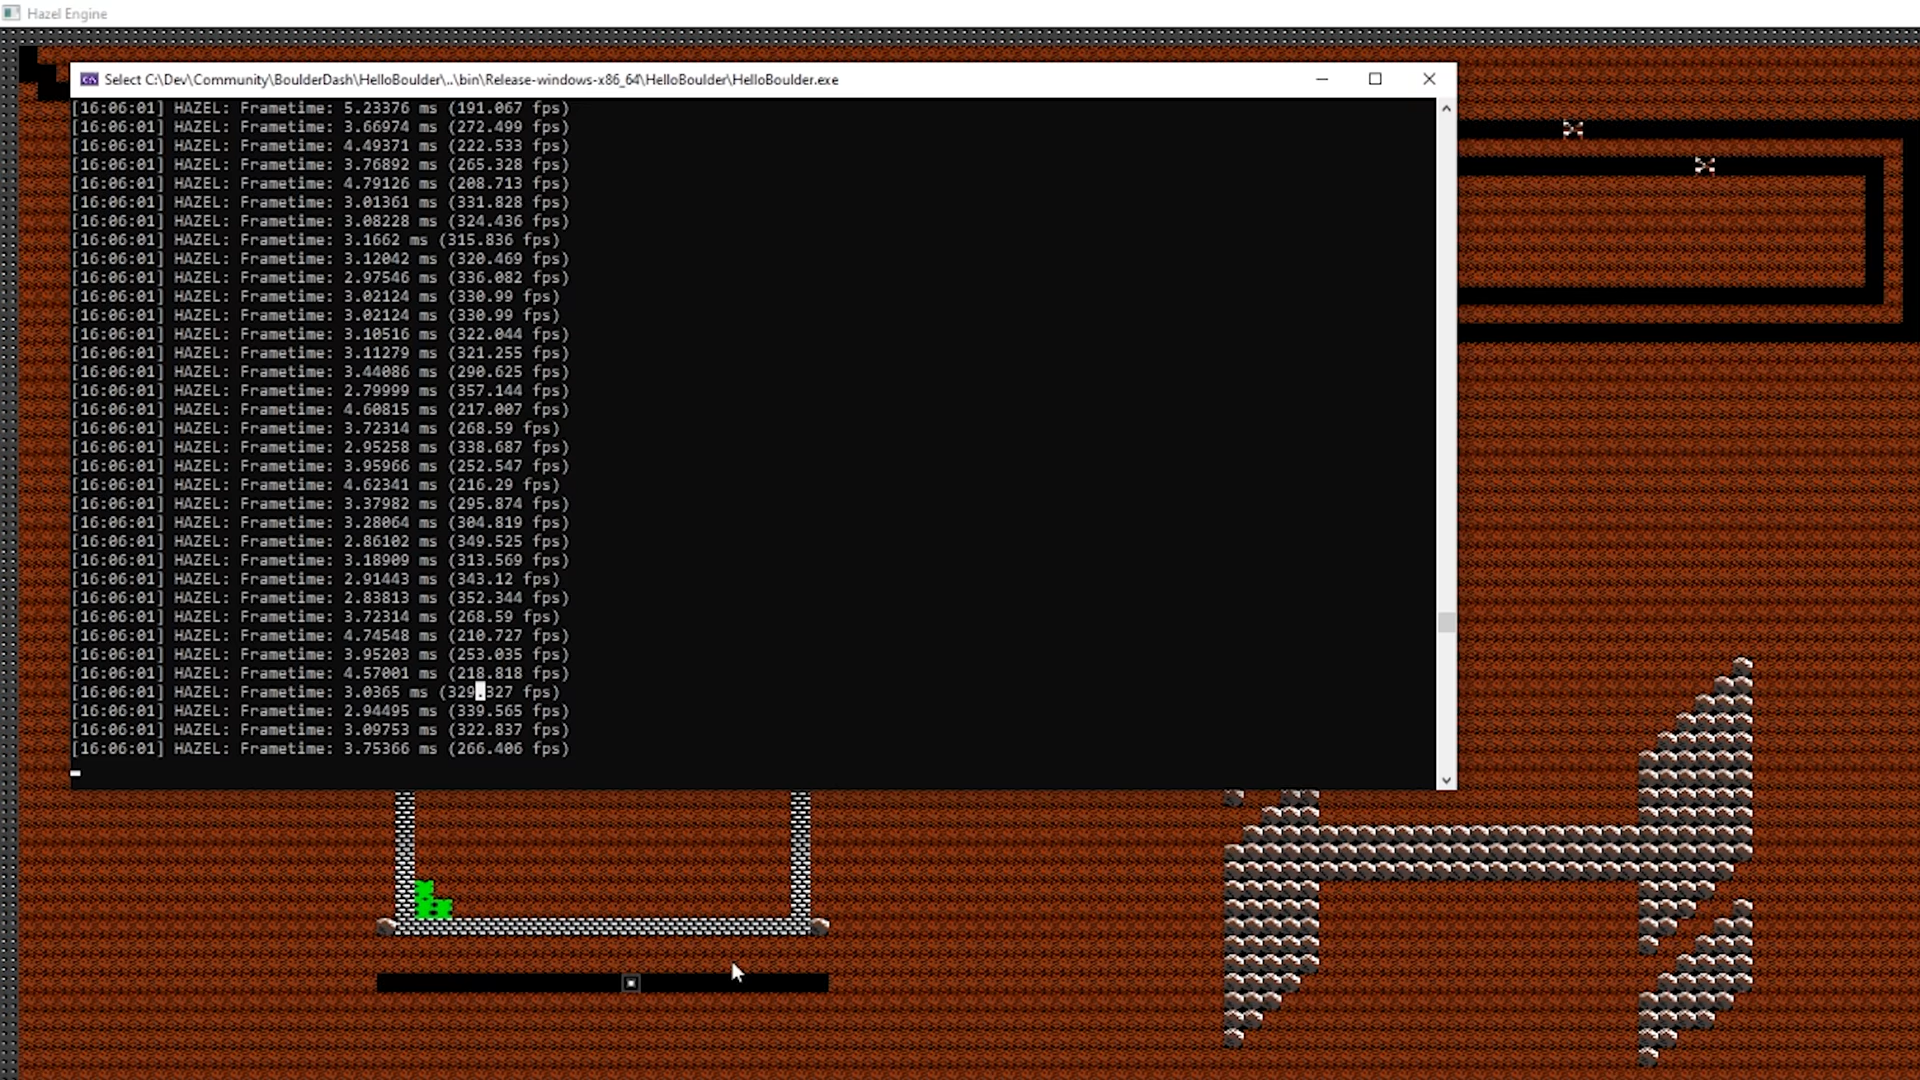 Hazel Engine
Select C:\Dev\Community\BoulderDash\HelloBoulder\..\bin\Release-windows-x86_64\HelloBoulder\HelloBoulder.exe
[16:06:01] HAZEL: Frametime: 5.23376 ms (191.067 fps)
[16:06:01] HAZEL: Frametime: 3.66974 ms (272.499 fps)
[16:06:01] HAZEL: Frametime: 4.49371 ms (222.533 fps)
[16:06:01] HAZEL: Frametime: 3.76892 ms (265.328 fps)
[16:06:01] HAZEL: Frametime: 4.79126 ms (208.713 fps)
[16:06:01] HAZEL: Frametime: 3.01361 ms (331.828 fps)
[16:06:01] HAZEL: Frametime: 3.08228 ms (324.436 fps)
[16:06:01] HAZEL: Frametime: 3.1662 ms (315.836 fps)
[16:06:01] HAZEL: Frametime: 3.12042 ms (320.469 fps)
[16:06:01] HAZEL: Frametime: 2.97546 ms (336.082 fps)
[16:06:01] HAZEL: Frametime: 3.02124 ms (330.99 fps)
[16:06:01] HAZEL: Frametime: 3.02124 ms (330.99 fps)
[16:06:01] HAZEL: Frametime: 3.10516 ms (322.044 fps)
[16:06:01] HAZEL: Frametime: 3.11279 ms (321.255 fps)
[16:06:01] HAZEL: Frametime: 3.44086 ms (290.625 fps)
[16:06:01] HAZEL: Frametime: 2.79999 ms (357.144 fps)
[16:06:01] HAZEL: Frametime: 4.60815 ms (217.007 fps)
[16:06:01] HAZEL: Frametime: 3.72314 ms (268.59 fps)
[16:06:01] HAZEL: Frametime: 2.95258 ms (338.687 fps)
[16:06:01] HAZEL: Frametime: 3.95966 ms (252.547 fps)
[16:06:01] HAZEL: Frametime: 4.62341 ms (216.29 fps)
[16:06:01] HAZEL: Frametime: 3.37982 ms (295.874 fps)
[16:06:01] HAZEL: Frametime: 3.28064 ms (304.819 fps)
[16:06:01] HAZEL: Frametime: 2.86102 ms (349.525 fps)
[16:06:01] HAZEL: Frametime: 3.18909 ms (313.569 fps)
[16:06:01] HAZEL: Frametime: 2.91443 ms (343.12 fps)
[16:06:01] HAZEL: Frametime: 2.83813 ms (352.344 fps)
[16:06:01] HAZEL: Frametime: 3.72314 ms (268.59 fps)
[16:06:01] HAZEL: Frametime: 4.74548 ms (210.727 fps)
[16:06:01] HAZEL: Frametime: 3.95203 ms (253.035 fps)
[16:06:01] HAZEL: Frametime: 4.57001 ms (218.818 fps)
[16:06:01] HAZEL: Frametime: 3.0365 ms (329.327 fps)
[16:06:01] HAZEL: Frametime: 2.94495 ms (339.565 fps)
[16:06:01] HAZEL: Frametime: 3.09753 ms (322.837 fps)
[16:06:01] HAZEL: Frametime: 3.75366 ms (266.406 fps)